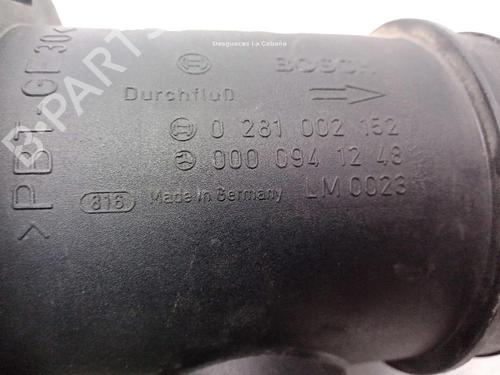 Desguaces La Cabaña
BOSCH
Durchfluß
0 281 002 152
000 094 12 48
816 Made in Germany LM 0023
>PBT-GF30<
B-PARTS